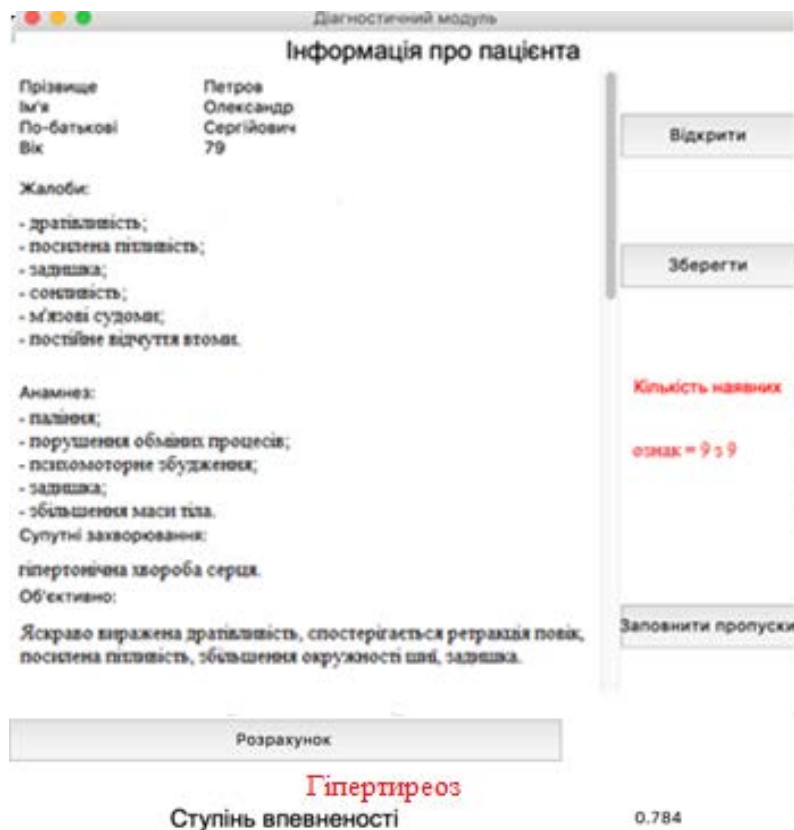 Діагностичний модуль
Інформація про пацієнта
Прізвище Петров
Ім'я Олександр
По-батькові Сергійович
Вік 79
Жалоби:
- дратівливість;
- посилена пітливість;
- задишка;
- сонливість;
- м'язові судоми;
- постійне відчуття втоми.
Анамнез:
- паління;
- порушення обміних процесів;
- психомоторне збудження;
- задишка;
- збільшення маси тіла.
Супутні захворювання:
гіпертонічна хвороба серця.
Об'єктивно:
Яскраво виражена дратівливість, спостерігається ретракція повік,
посилена пітливість, збільшення окружності шиї, задишка.
Відкрити
Зберегти
Кількість наявних
ознак = 9 з 9
Заповнити пропуски
Розрахунок
Гіпертиреоз
Ступінь впевненості 0.784